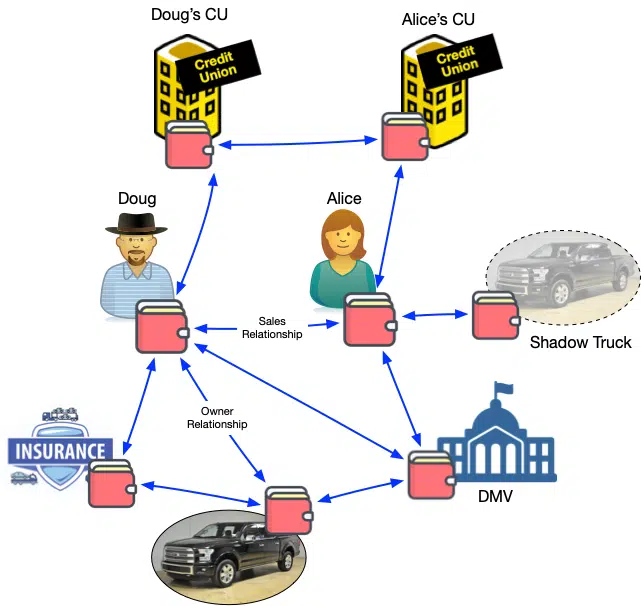 Doug's CU
Alice's CU
Credit
Union
Credit
Union
Doug
Alice
Sales
Relationship
Shadow Truck
Owner
Relationship
INSURANCE
DMV